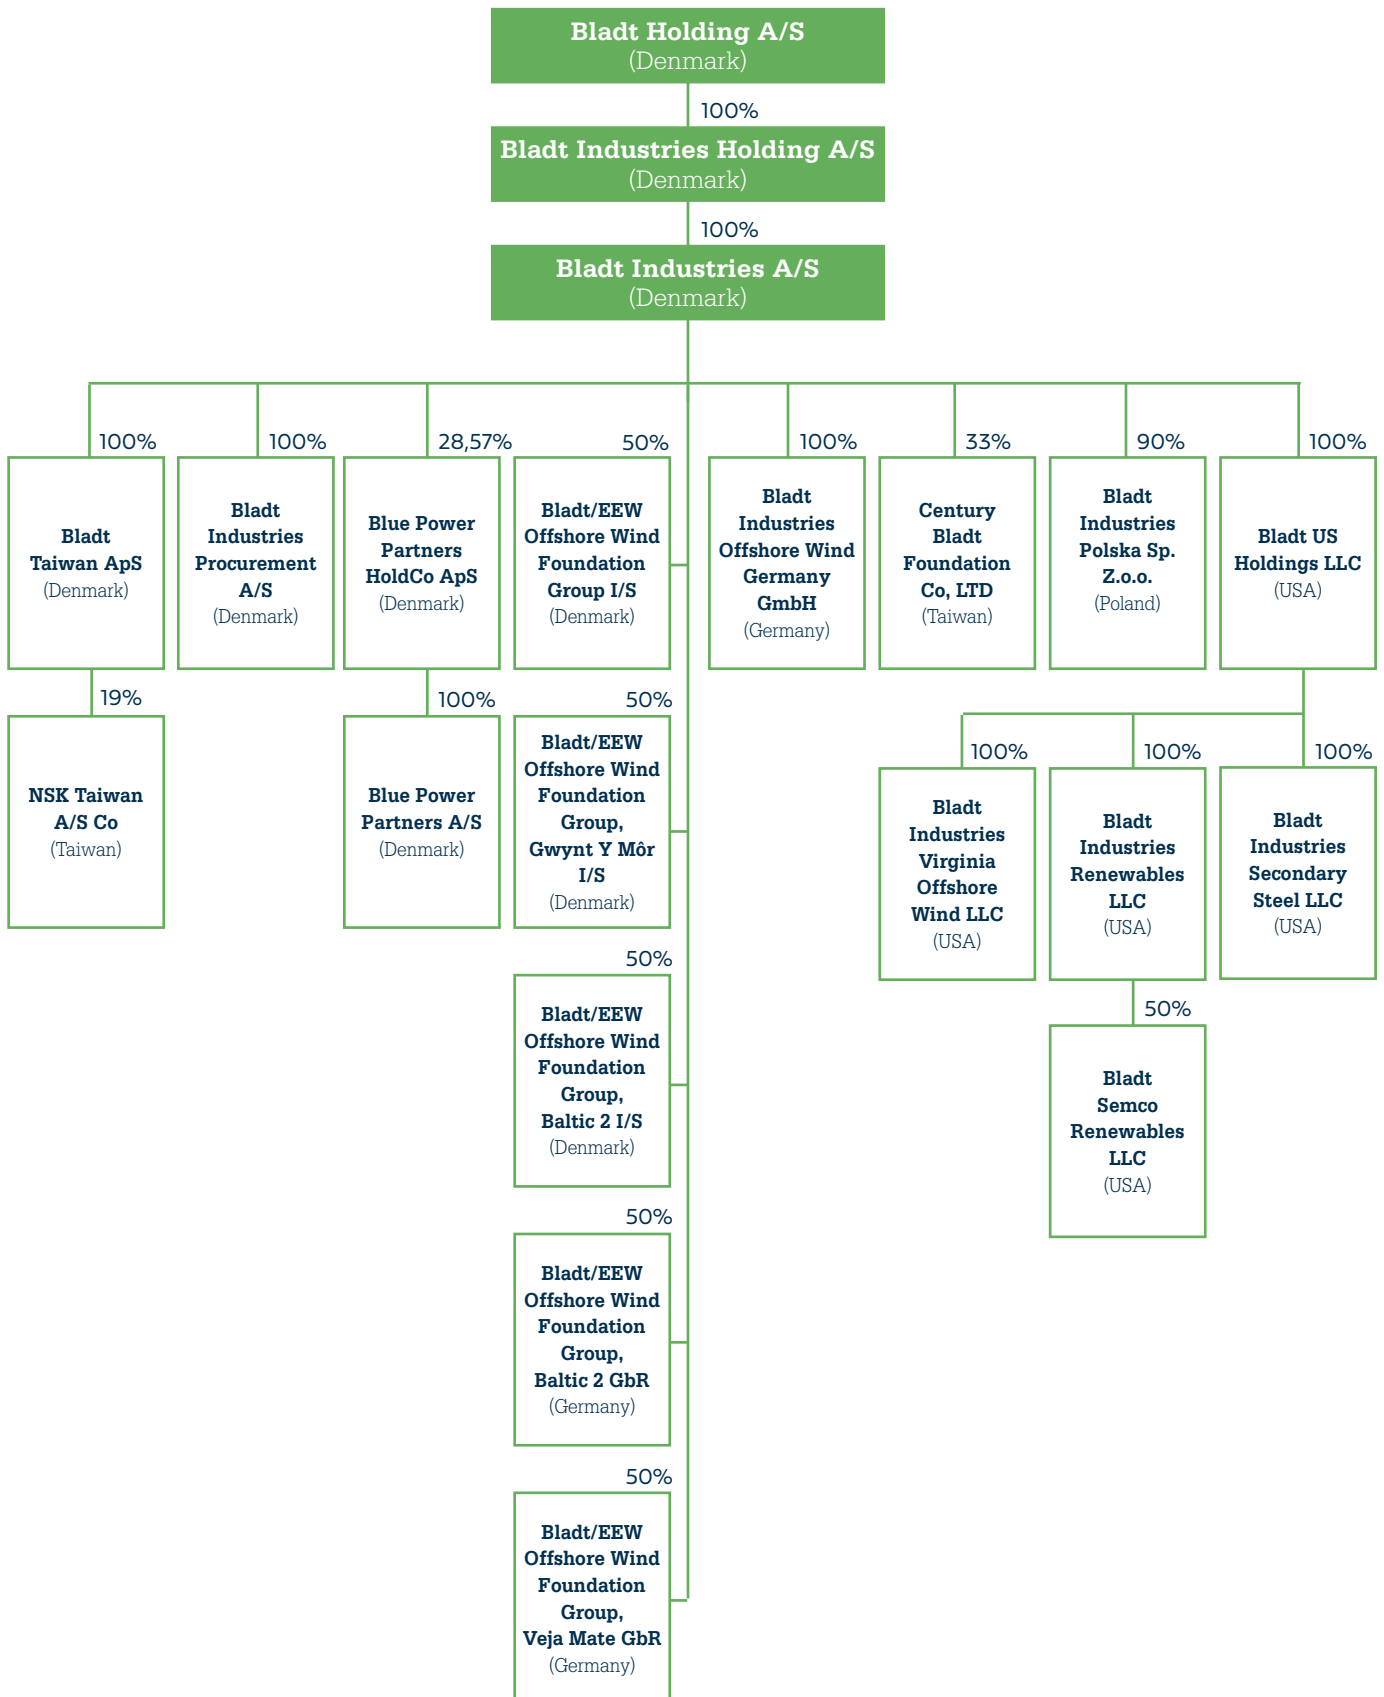 Bladt Holding A/S
(Denmark)
100%
Bladt Industries Holding A/S
(Denmark)
100%
Bladt Industries A/S
(Denmark)
100%
Bladt
Taiwan ApS
(Denmark)
19%
NSK Taiwan
A/S Co
(Taiwan)
100%
Bladt
Industries
Procurement
A/S
(Denmark)
28,57%
Blue Power
Partners
HoldCo ApS
(Denmark)
100%
Blue Power
Partners A/S
(Denmark)
50%
Bladt/EEW
Offshore Wind
Foundation
Group I/S
(Denmark)
50%
Bladt/EEW
Offshore Wind
Foundation
Group,
Gwynt Y Môr
I/S
(Denmark)
50%
Bladt/EEW
Offshore Wind
Foundation
Group,
Baltic 2 I/S
(Denmark)
50%
Bladt/EEW
Offshore Wind
Foundation
Group,
Baltic 2 GbR
(Germany)
50%
Bladt/EEW
Offshore Wind
Foundation
Group,
Veja Mate GbR
(Germany)
100%
Bladt
Industries
Offshore Wind
Germany
GmbH
(Germany)
33%
Century
Bladt
Foundation
Co, LTD
(Taiwan)
90%
Bladt
Industries
Polska Sp.
Z.o.o.
(Poland)
100%
Bladt US
Holdings LLC
(USA)
100%
Bladt
Industries
Virginia
Offshore
Wind LLC
(USA)
100%
Bladt
Industries
Renewables
LLC
(USA)
50%
Bladt
Semco
Renewables
LLC
(USA)
100%
Bladt
Industries
Secondary
Steel LLC
(USA)